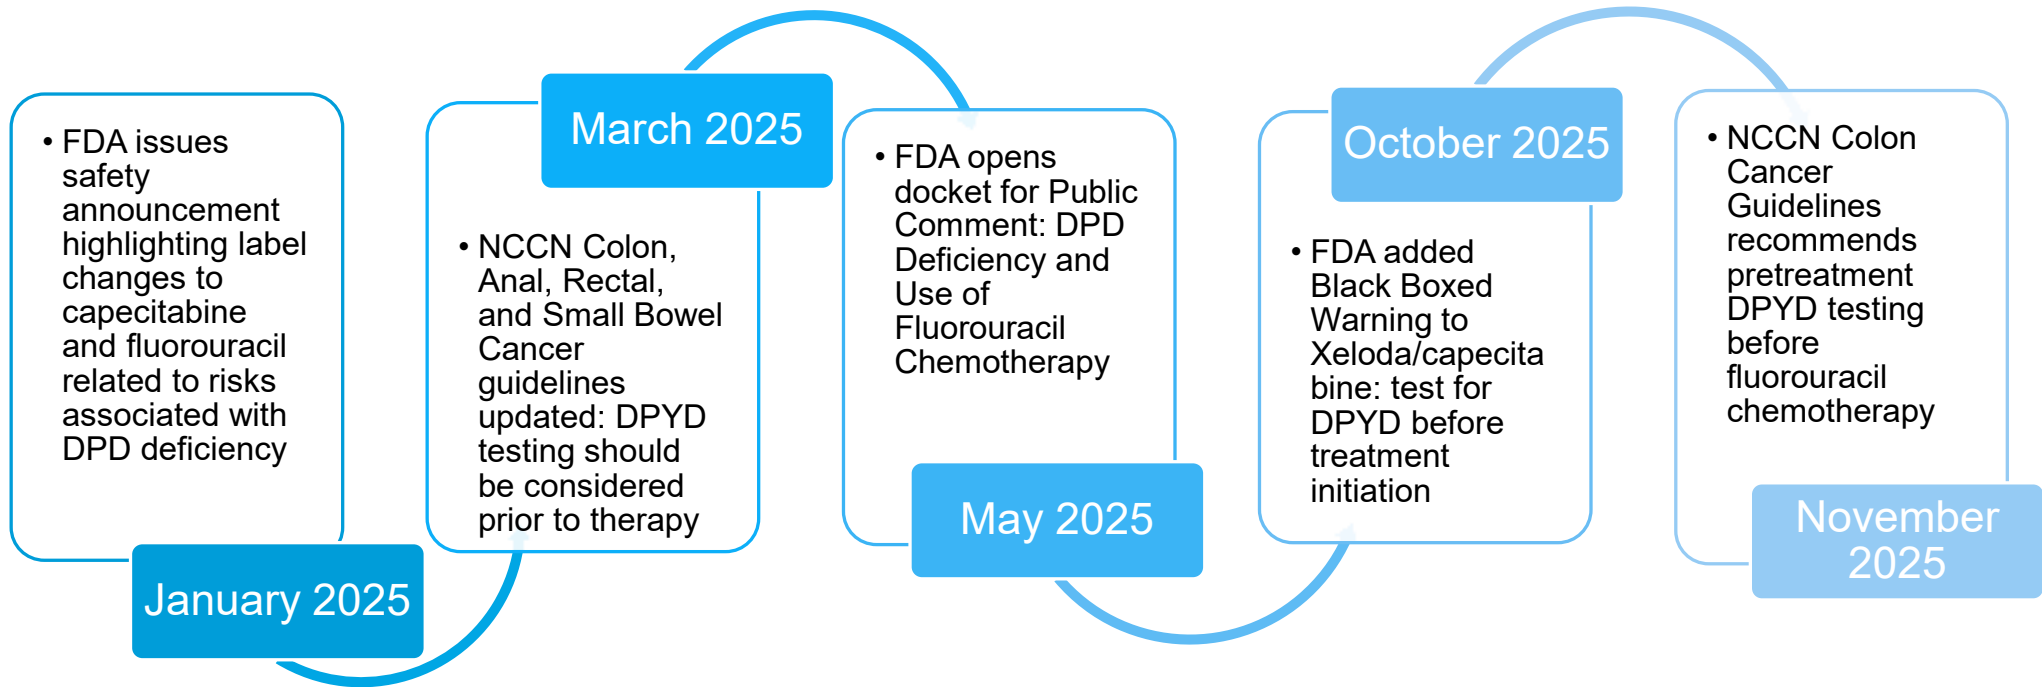 • FDA issues
safety
announcement
highlighting label
changes to
capecitabine
and fluorouracil
related to risks
associated with
DPD deficiency
January 2025
March 2025
• NCCN Colon,
Anal, Rectal,
and Small Bowel
Cancer
guidelines
updated: DPYD
testing should
be considered
prior to therapy
• FDA opens
docket for Public
Comment: DPD
Deficiency and
Use of
Fluorouracil
Chemotherapy
May 2025
October 2025
• FDA added
Black Boxed
Warning to
Xeloda/capecita
bine: test for
DPYD before
treatment
initiation
• NCCN Colon
Cancer
Guidelines
recommends
pretreatment
DPYD testing
before
fluorouracil
chemotherapy
November
2025